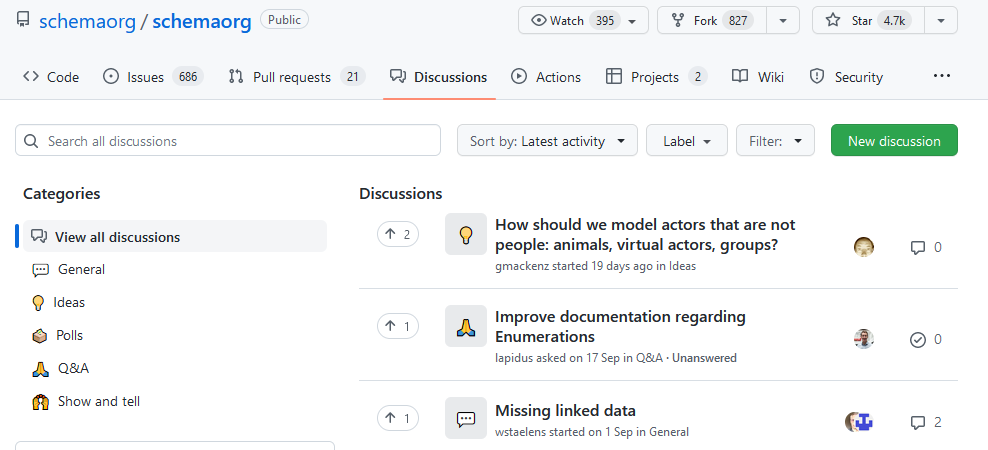 schemaorg / schemaorg Public
Watch 395
Fork 827
Star 4.7k
Code
Issues 686
Pull requests 21
Discussions
Actions
Projects 2
Wiki
Security
Search all discussions
Sort by: Latest activity
Label
Filter:
New discussion
Categories
View all discussions
General
Ideas
Polls
Q&A
Show and tell
Discussions
2
How should we model actors that are not
people: animals, virtual actors, groups?
gmackenz started 19 days ago in Ideas
0
1
Improve documentation regarding
Enumerations
lapidus asked on 17 Sep in Q&A · Unanswered
0
1
Missing linked data
wstaelens started on 1 Sep in General
2